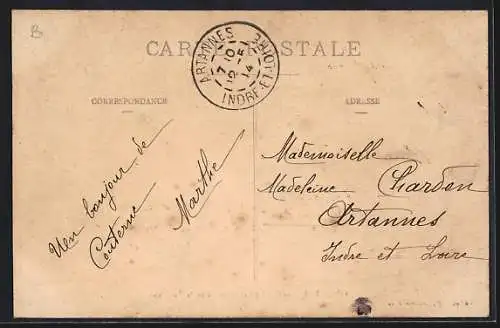 B
CARTE POSTALE
ARTANNES
INDRE-ET-LOIRE
CORRESPONDANCE
ADRESSE
Un bonjour de
Couterne
Marthe
Mademoiselle
Madeleine Chardon
Artannes
Indre et Loire